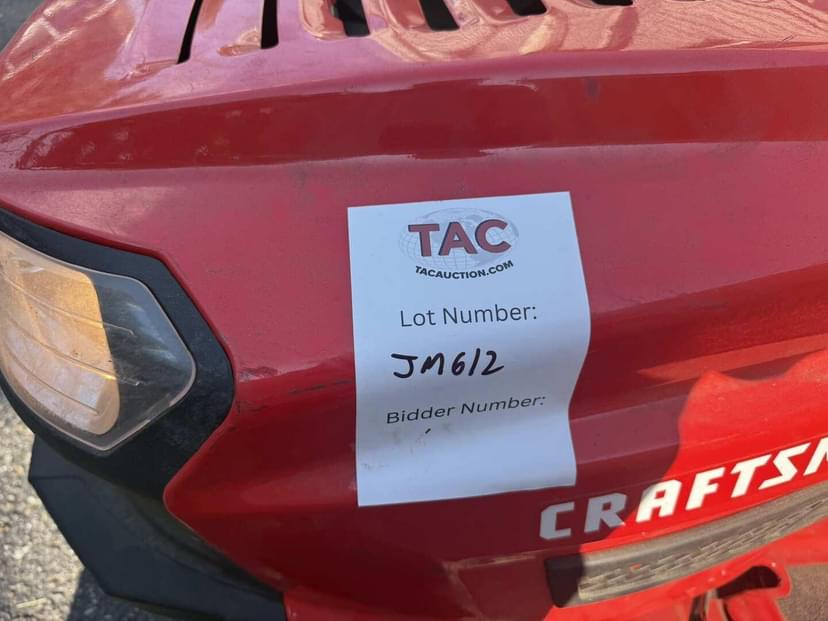 TAC
TACAUCTION.COM
Lot Number:
JM612
Bidder Number:
CRAFTSM